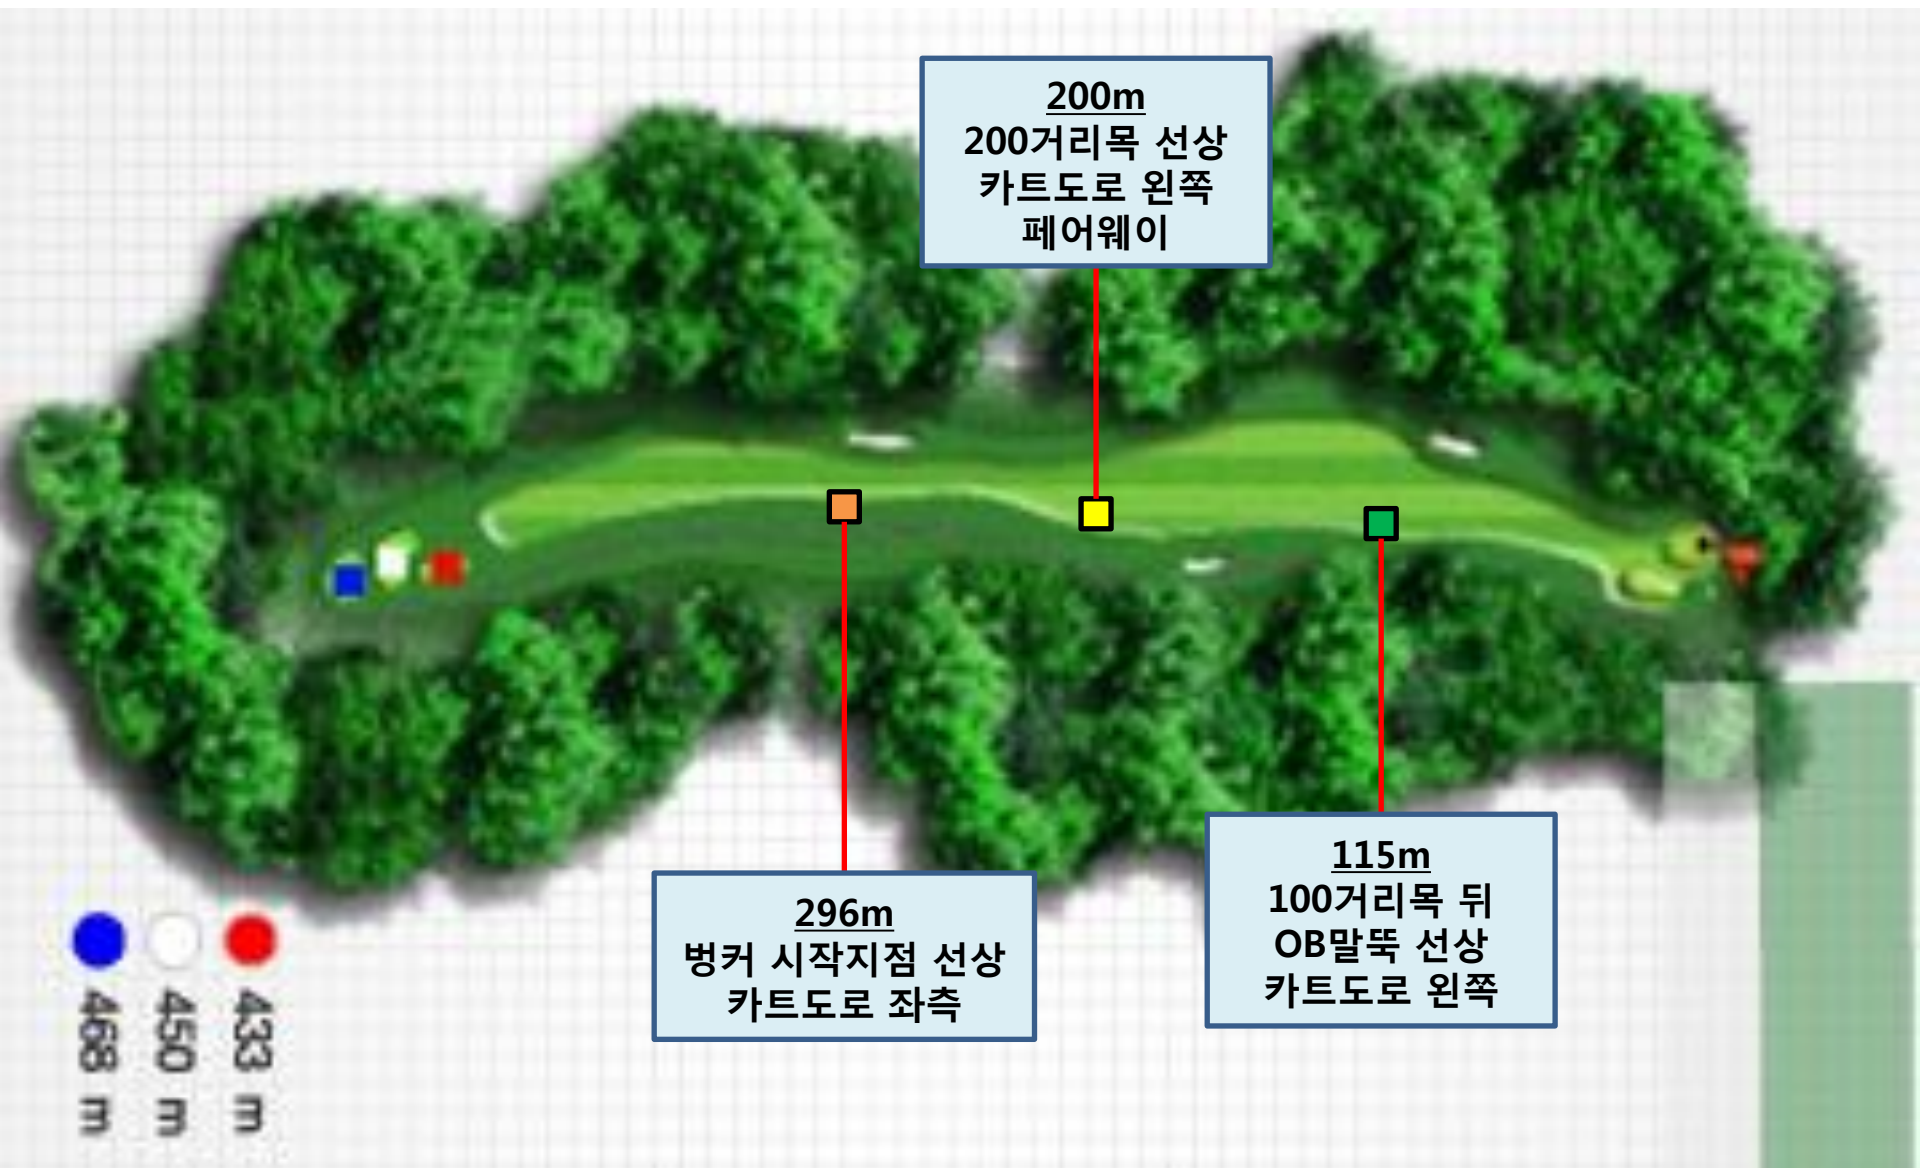 200m
200거리목 선상
카트도로 왼쪽
페어웨이
296m
벙커 시작지점 선상
카트도로 좌측
115m
100거리목 뒤
OB말뚝 선상
카트도로 왼쪽
468 m
450 m
433 m